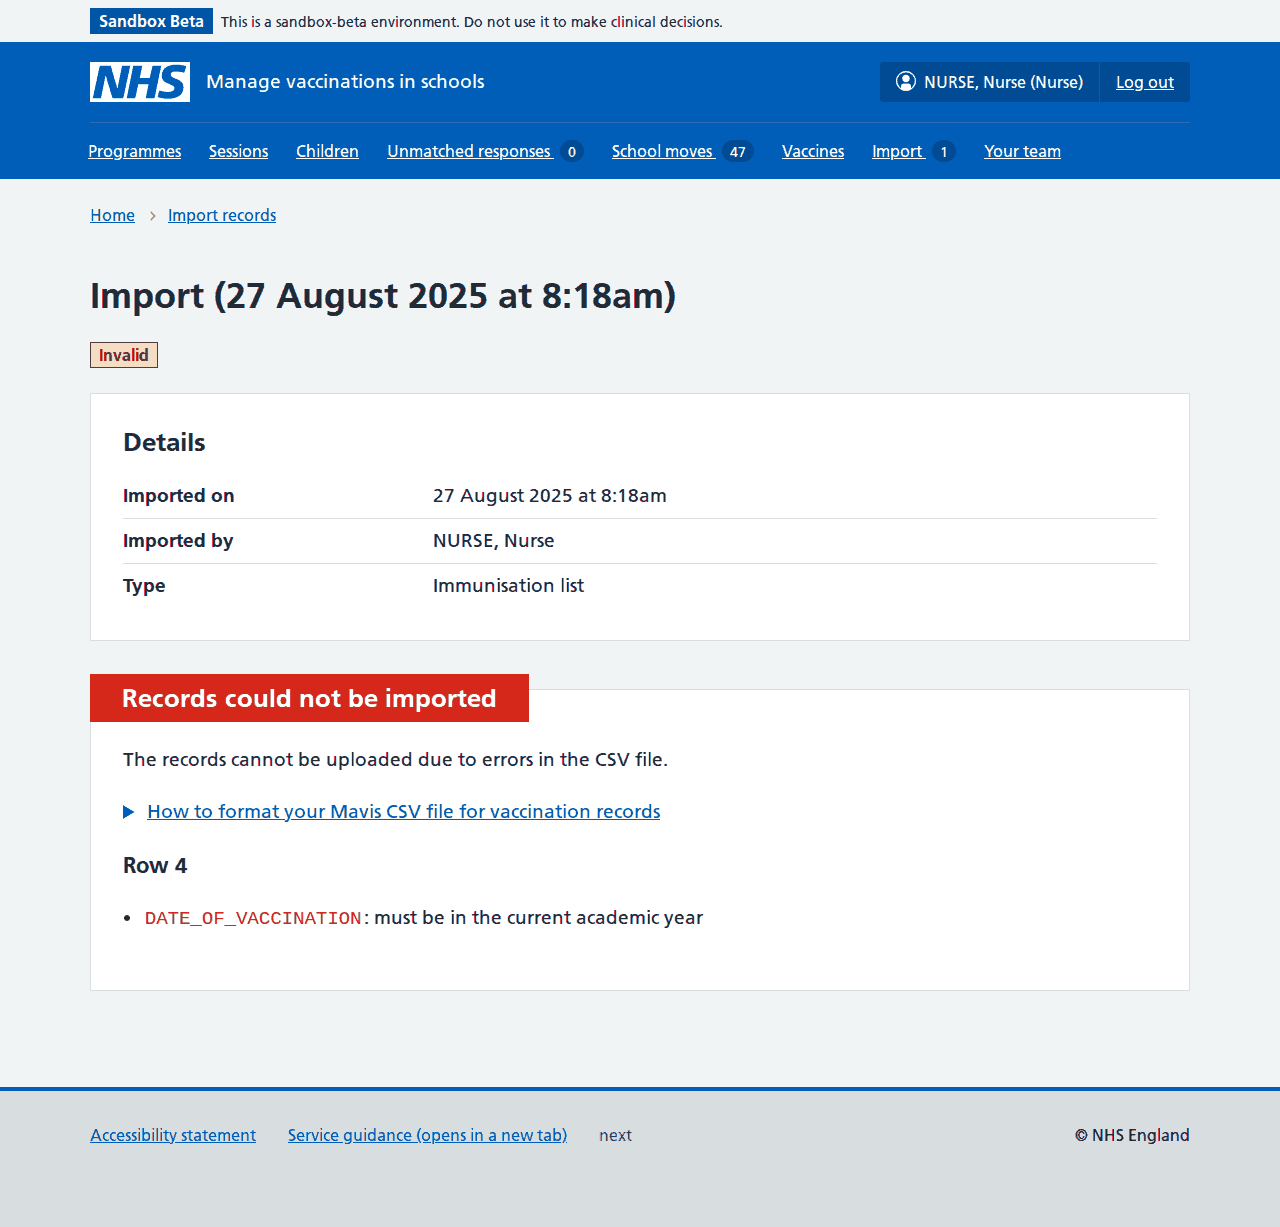 Sandbox Beta This is a sandbox-beta environment. Do not use it to make clinical decisions.
NHS Manage vaccinations in schools NURSE, Nurse (Nurse) Log out
Programmes Sessions Children Unmatched responses 0 School moves 47 Vaccines Import 1 Your team
Home Import records
Import (27 August 2025 at 8:18am)
Invalid
Details
Imported on 27 August 2025 at 8:18am
Imported by NURSE, Nurse
Type Immunisation list
Records could not be imported
The records cannot be uploaded due to errors in the CSV file.
How to format your Mavis CSV file for vaccination records
Row 4
• DATE_OF_VACCINATION: must be in the current academic year
Accessibility statement Service guidance (opens in a new tab) next © NHS England